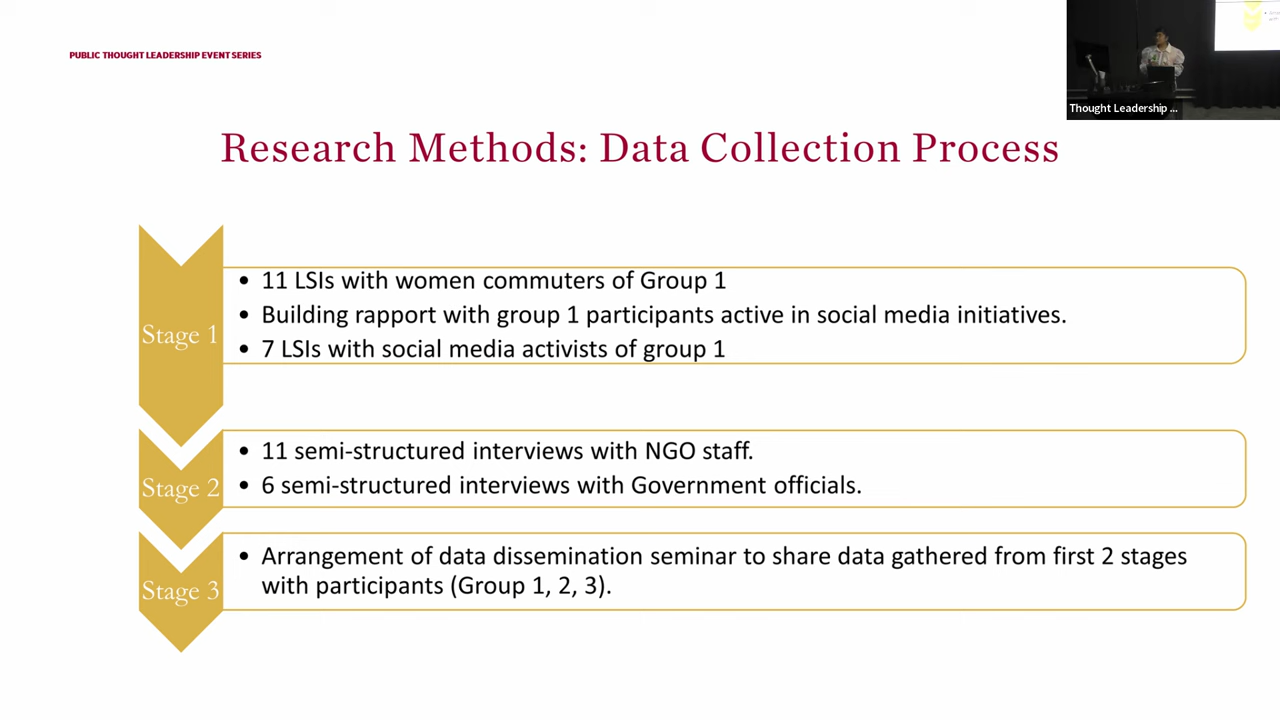 PUBLIC THOUGHT LEADERSHIP EVENT SERIES
Thought Leadership ...
Research Methods: Data Collection Process
Stage 1
• 11 LSIs with women commuters of Group 1
• Building rapport with group 1 participants active in social media initiatives.
• 7 LSIs with social media activists of group 1
Stage 2
• 11 semi-structured interviews with NGO staff.
• 6 semi-structured interviews with Government officials.
Stage 3
• Arrangement of data dissemination seminar to share data gathered from first 2 stages
with participants (Group 1, 2, 3).